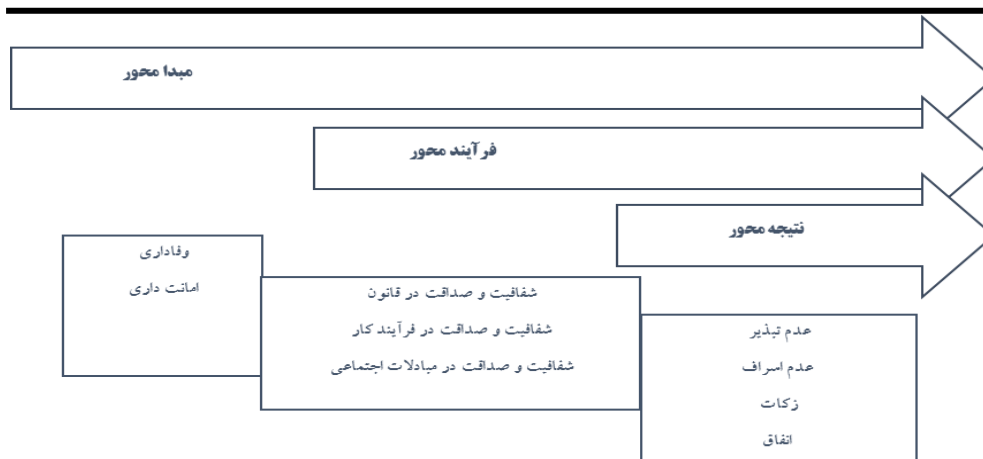 مبدا محور
فرآیند محور
نتیجه محور
وفاداری
امانت داری
شفافیت و صداقت در قانون
شفافیت و صداقت در فرآیند کار
شفافیت و صداقت در مبادلات اجتماعی
عدم تبذیر
عدم اسراف
زکات
انفاق